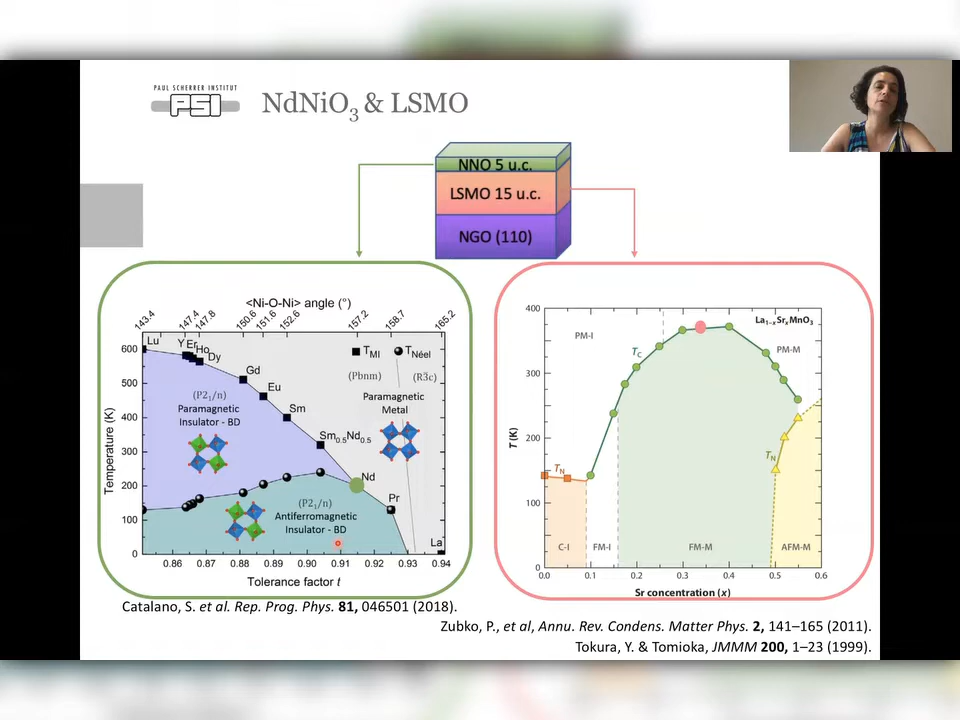 PAUL SCHERRER INSTITUT
PSI
NdNiO₃ & LSMO
NNO 5 u.c.
LSMO 15 u.c.
NGO (110)
<Ni-O-Ni> angle (°)
143.4 147.4 147.8 150.6 151.6 152.6 157.2 158.7 165.2
Temperature (K)
600
500
400
300
200
100
0
Lu
Y Er Ho Dy
Gd
Eu
Sm
Sm₀.₅Nd₀.₅
Nd
Pr
La
T_MI T_Néel
(Pbnm) (R3̅c)
Paramagnetic
Metal
(P2₁/n)
Paramagnetic
Insulator - BD
(P2₁/n)
Antiferromagnetic
Insulator - BD
0.86 0.87 0.88 0.89 0.90 0.91 0.92 0.93 0.94
Tolerance factor t
Catalano, S. et al. Rep. Prog. Phys. 81, 046501 (2018).
La₁₋ₓSrₓMnO₃
T (K)
400
300
200
100
0
PM-I
PM-M
T_C
T_N
T_N
C-I
FM-I
FM-M
AFM-M
0.0 0.1 0.2 0.3 0.4 0.5 0.6
Sr concentration (x)
Zubko, P., et al, Annu. Rev. Condens. Matter Phys. 2, 141–165 (2011).
Tokura, Y. & Tomioka, JMMM 200, 1–23 (1999).